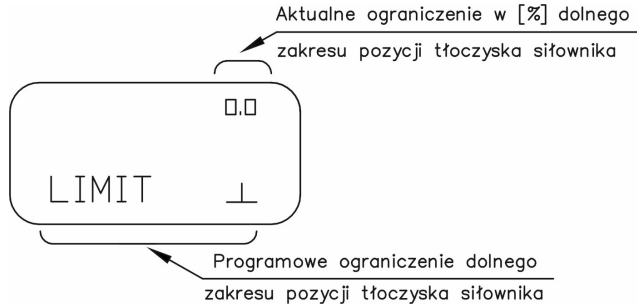 Aktualne ograniczenie w [%] dolnego
zakresu pozycji tłoczyska siłownika
0.0
LIMIT ⊥
Programowe ograniczenie dolnego
zakresu pozycji tłoczyska siłownika